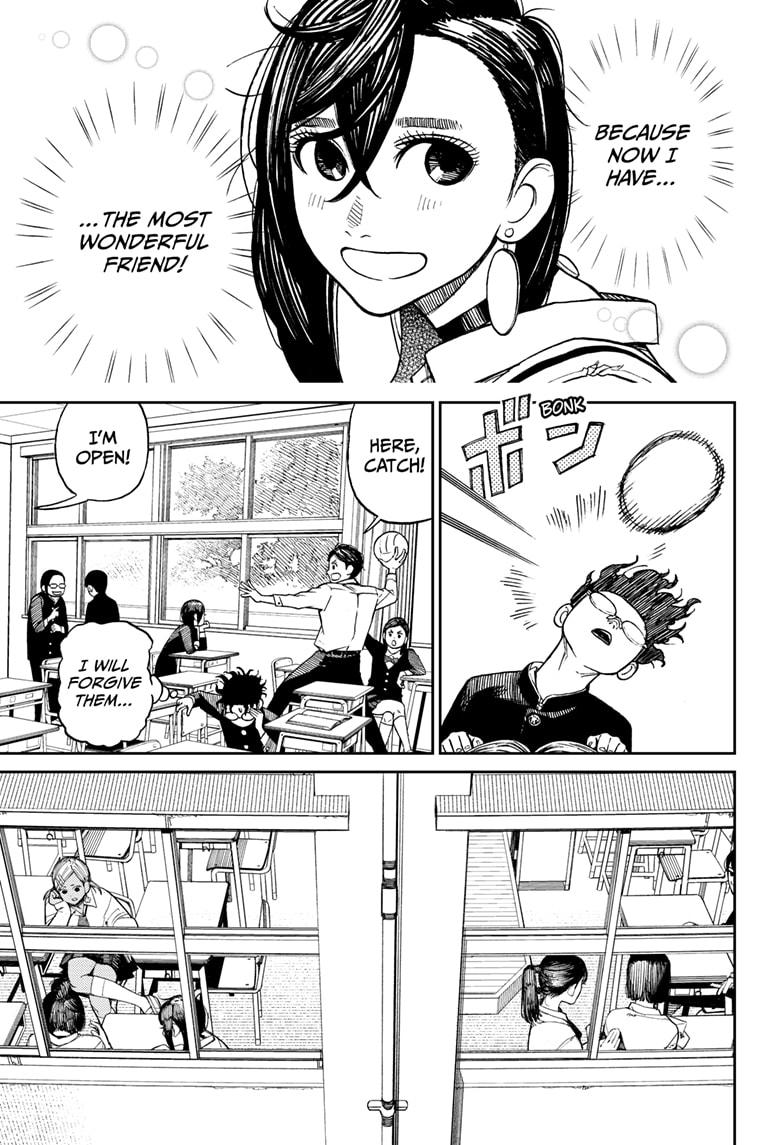 BECAUSE
NOW I
HAVE...
...THE MOST
WONDERFUL
FRIEND!
ボン
BONK
HERE,
CATCH!
I'M
OPEN!
I WILL
FORGIVE
THEM...